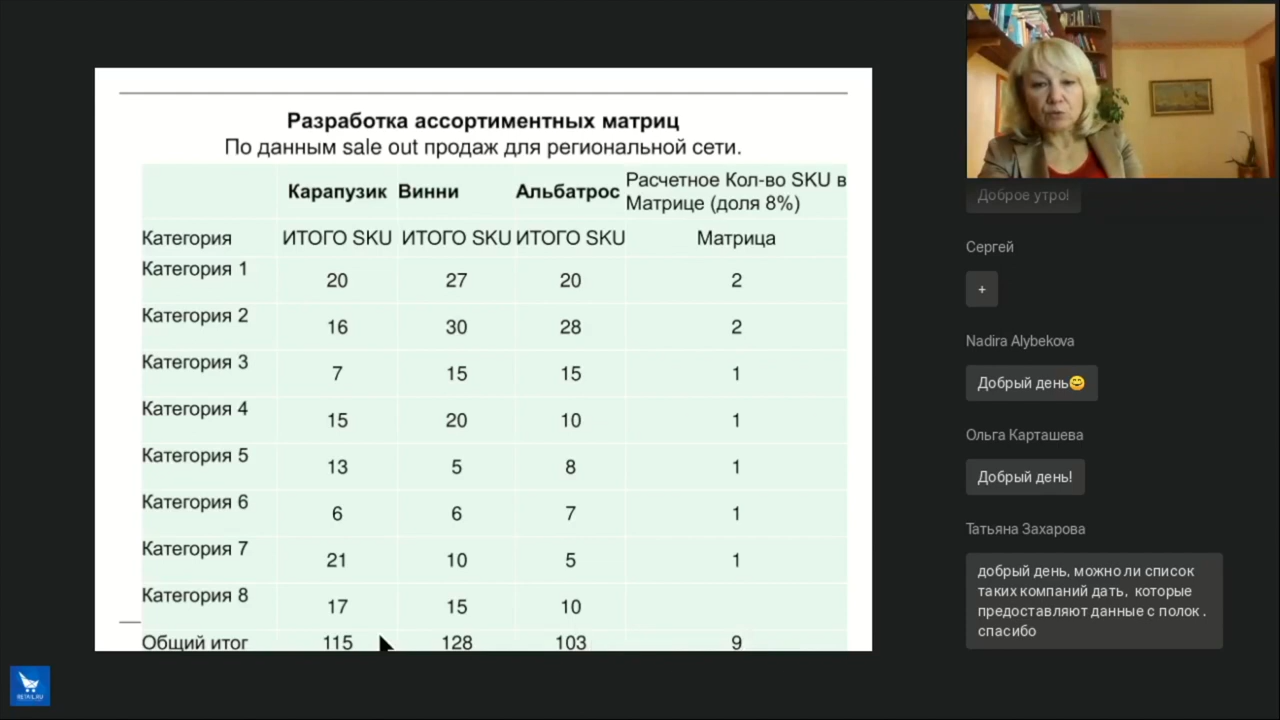 Разработка ассортиментных матриц
По данным sale out продаж для региональной сети.
Карапузик Винни Альбатрос Расчетное Кол-во SKU в
Матрице (доля 8%)
Категория ИТОГО SKU ИТОГО SKU ИТОГО SKU Матрица
Категория 1 20 27 20 2
Категория 2 16 30 28 2
Категория 3 7 15 15 1
Категория 4 15 20 10 1
Категория 5 13 5 8 1
Категория 6 6 6 7 1
Категория 7 21 10 5 1
Категория 8 17 15 10
Общий итог 115 128 103 9
Доброе утро!
Сергей
+
Nadira Alybekova
Добрый день😄
Ольга Карташева
Добрый день!
Татьяна Захарова
добрый день, можно ли список
таких компаний дать, которые
предоставляют данные с полок .
спасибо
RETAIL.RU